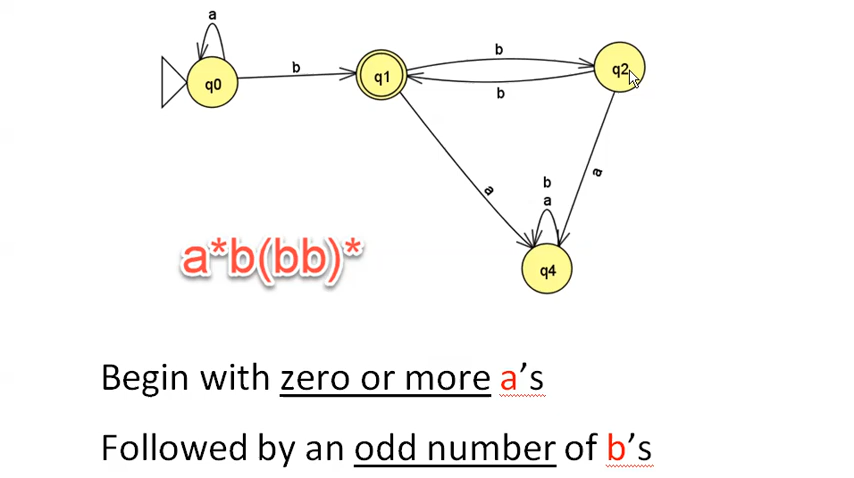 a
b
b
b
q0
q1
q2
a
a
b
a
q4
a*b(bb)*
Begin with zero or more a's
Followed by an odd number of b's